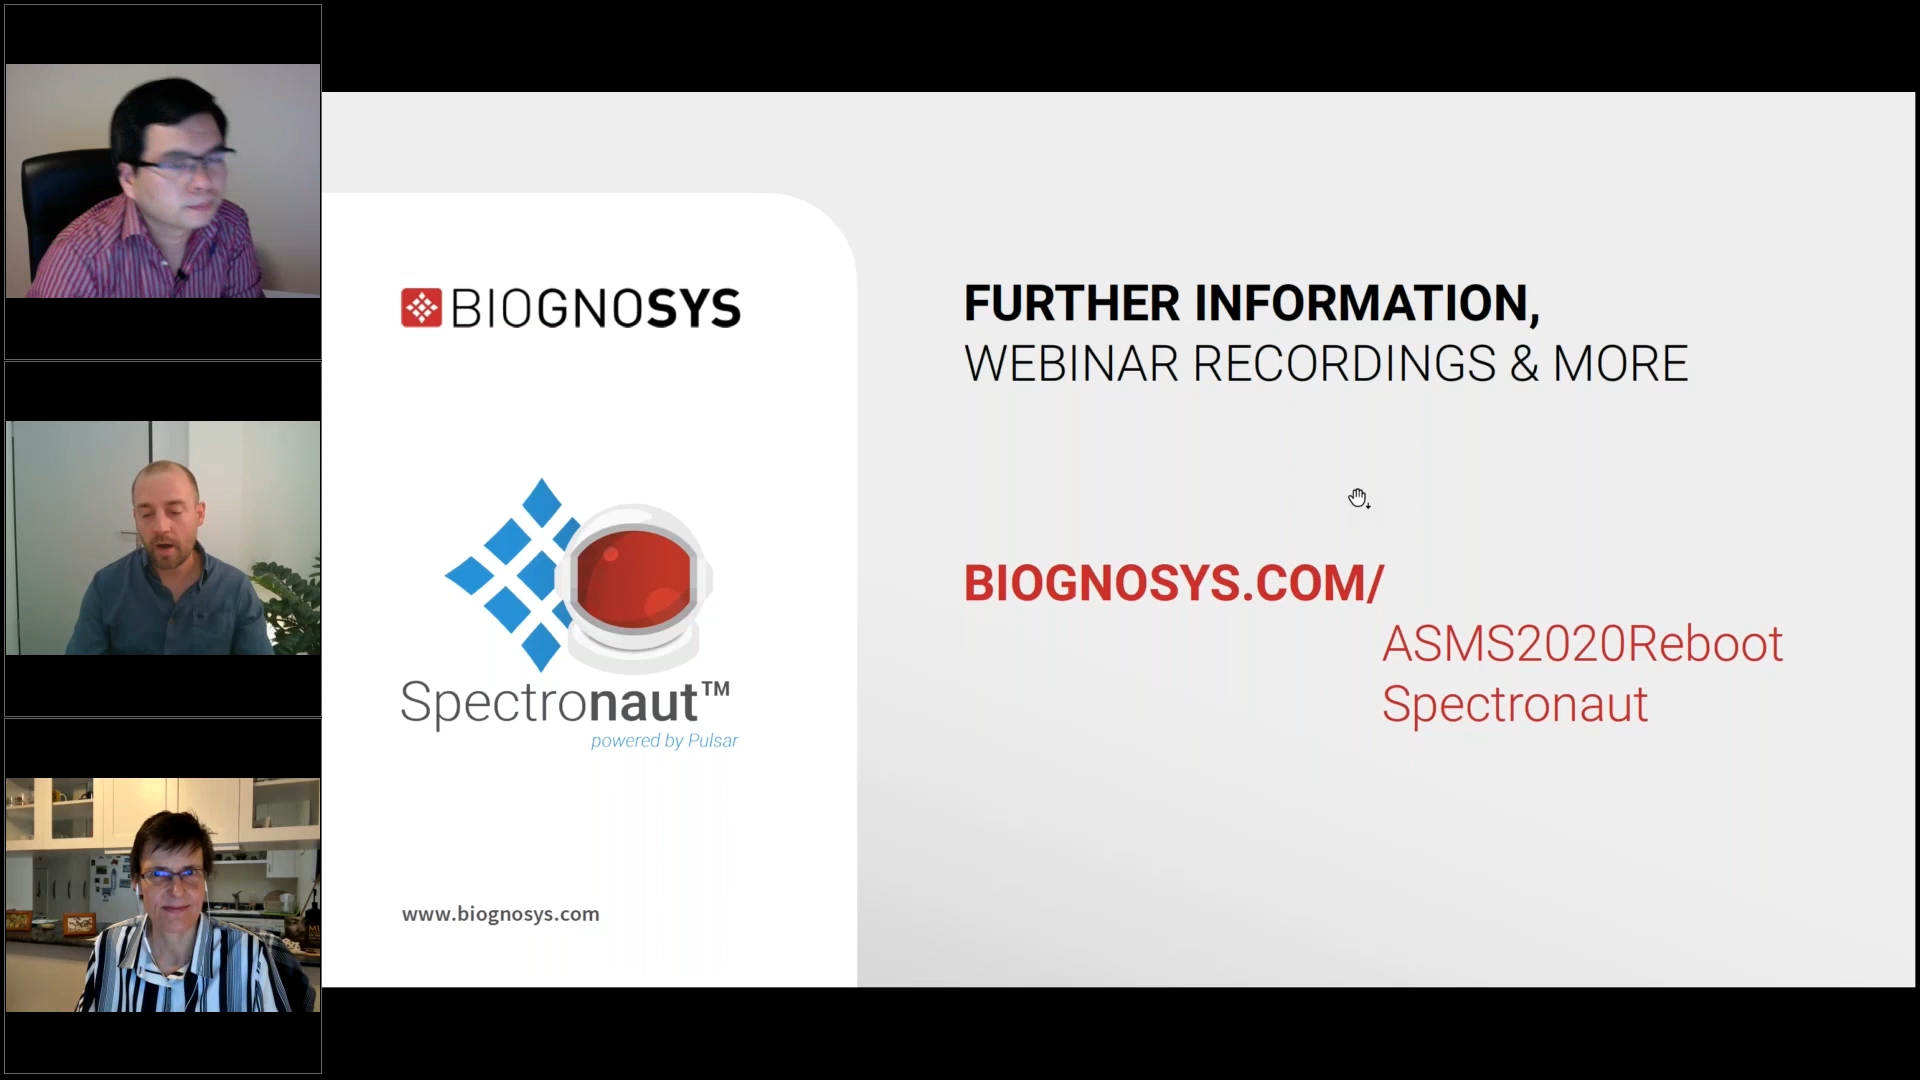 BIOGNOSYS
Spectronaut™
powered by Pulsar
www.biognosys.com
FURTHER INFORMATION,
WEBINAR RECORDINGS & MORE
BIOGNOSYS.COM/
ASMS2020Reboot
Spectronaut